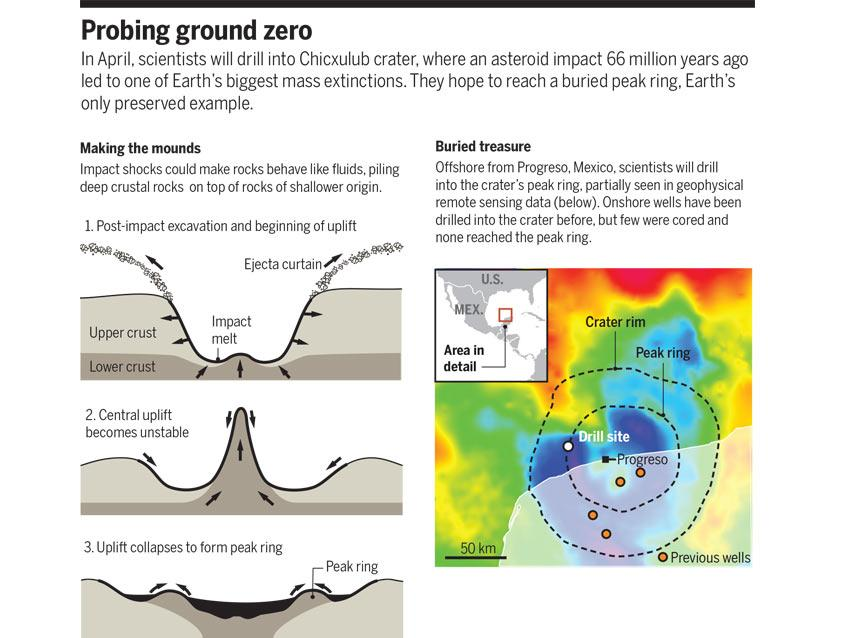 Probing ground zero
In April, scientists will drill into Chicxulub crater, where an asteroid impact 66 million years ago
led to one of Earth's biggest mass extinctions. They hope to reach a buried peak ring, Earth's
only preserved example.
Making the mounds
Impact shocks could make rocks behave like fluids, piling
deep crustal rocks on top of rocks of shallower origin.
1. Post-impact excavation and beginning of uplift
Ejecta curtain
Upper crust
Impact
melt
Lower crust
2. Central uplift
becomes unstable
3. Uplift collapses to form peak ring
Peak ring
Buried treasure
Offshore from Progreso, Mexico, scientists will drill
into the crater's peak ring, partially seen in geophysical
remote sensing data (below). Onshore wells have been
drilled into the crater before, but few were cored and
none reached the peak ring.
U.S.
MEX.
Area in
detail
Crater rim
Peak ring
Drill site
Progreso
50 km
Previous wells